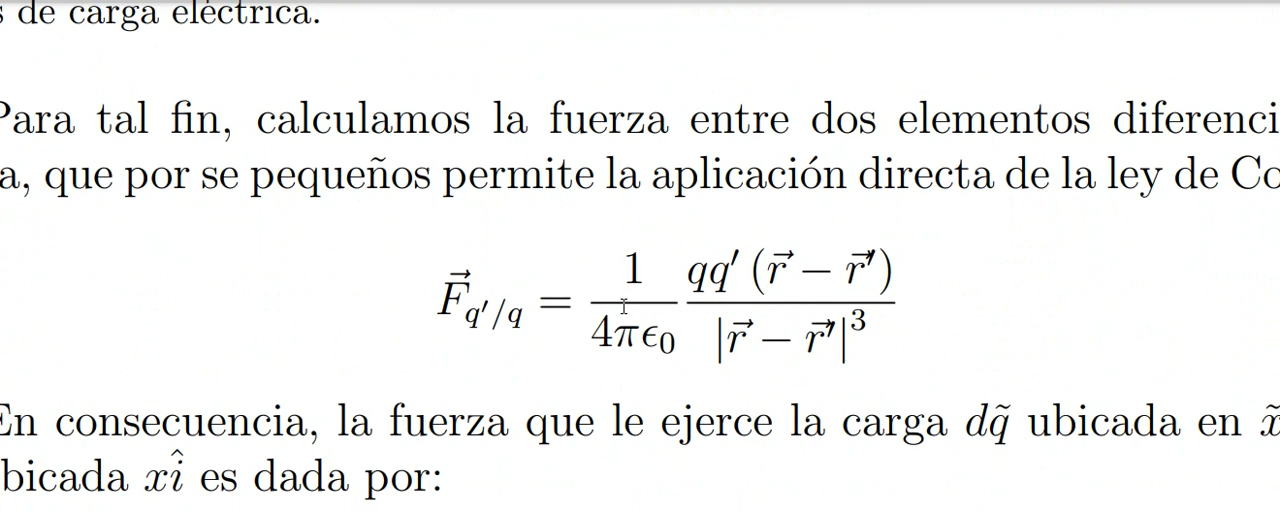 s de carga eléctrica.
Para tal fin, calculamos la fuerza entre dos elementos diferenci
a, que por se pequeños permite la aplicación directa de la ley de Co
$\vec{F}_{q'/q} = \frac{1}{4\pi\epsilon_0} \frac{qq'(\vec{r} - \vec{r}')}{|\vec{r} - \vec{r}'|^3}$
En consecuencia, la fuerza que le ejerce la carga $d\tilde{q}$ ubicada en $\tilde{x}$
bicada $x\hat{i}$ es dada por: